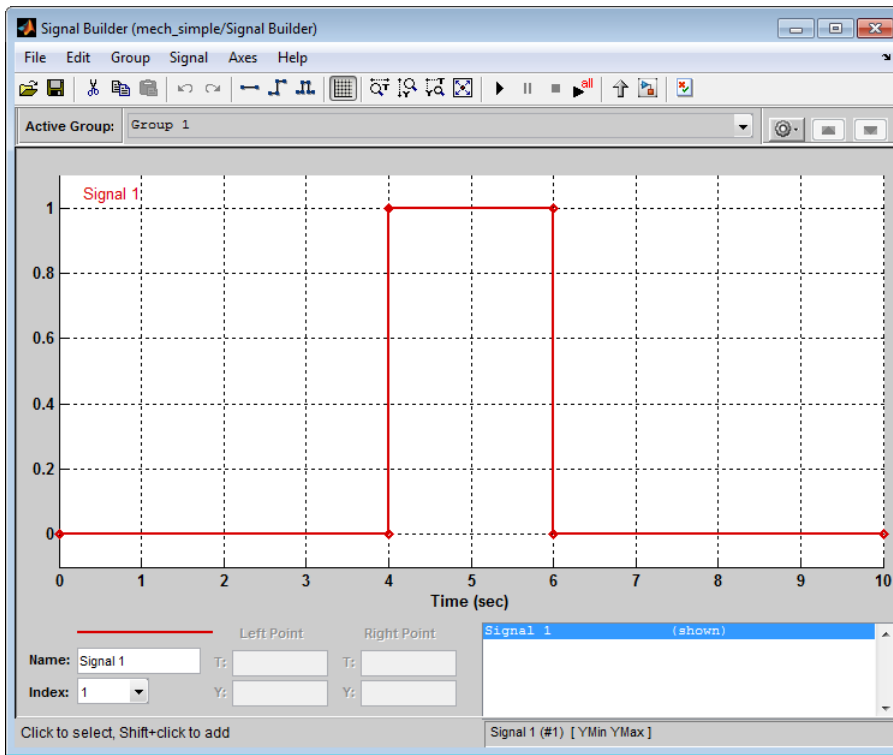 Signal Builder (mech_simple/Signal Builder)
File Edit Group Signal Axes Help
all
Active Group: Group 1
Signal 1
1
0.8
0.6
0.4
0.2
0
0 1 2 3 4 5 6 7 8 9 10
Time (sec)
Left Point Right Point
Name: Signal 1 T: T:
Index: 1 Y: Y:
Signal 1 (shown)
Click to select, Shift+click to add
Signal 1 (#1) [ YMin YMax ]